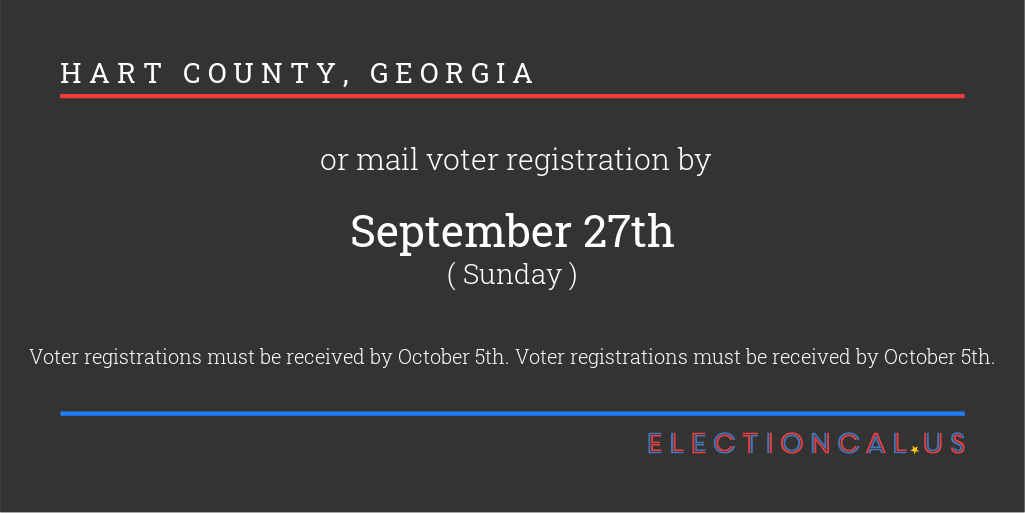 HART COUNTY, GEORGIA
or mail voter registration by
September 27th
( Sunday )
Voter registrations must be received by October 5th. Voter registrations must be received by October 5th.
ELECTIONCAL.US